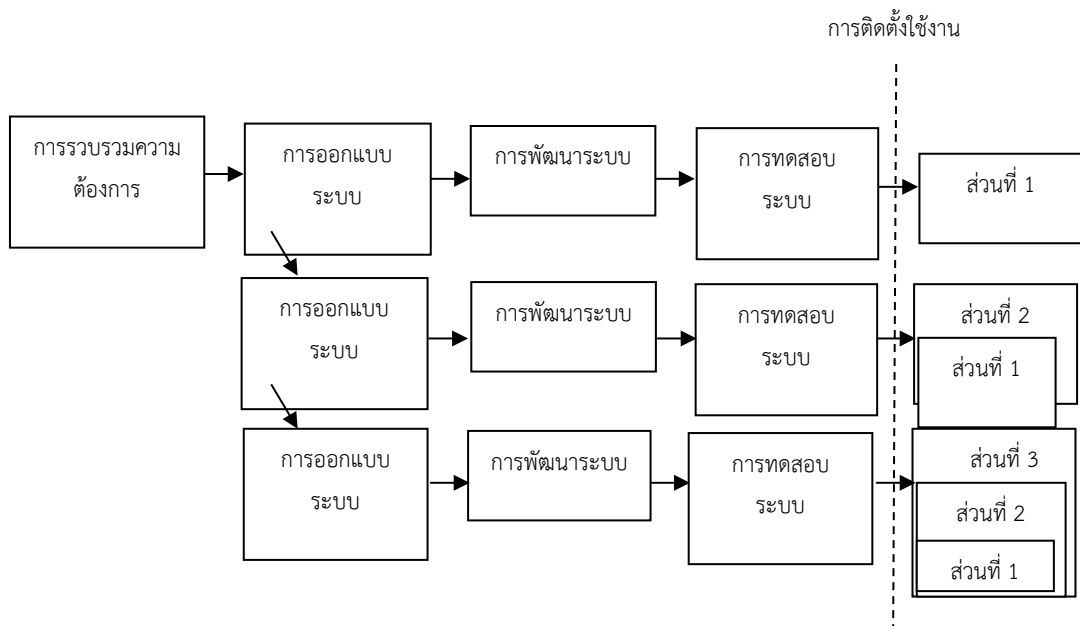 การติดตั้งใช้งาน
การรวบรวมความ
ต้องการ
การออกแบบ
ระบบ
การพัฒนาระบบ
การทดสอบ
ระบบ
ส่วนที่ 1
การออกแบบ
ระบบ
การพัฒนาระบบ
การทดสอบ
ระบบ
ส่วนที่ 2
ส่วนที่ 1
การออกแบบ
ระบบ
การพัฒนาระบบ
การทดสอบ
ระบบ
ส่วนที่ 3
ส่วนที่ 2
ส่วนที่ 1